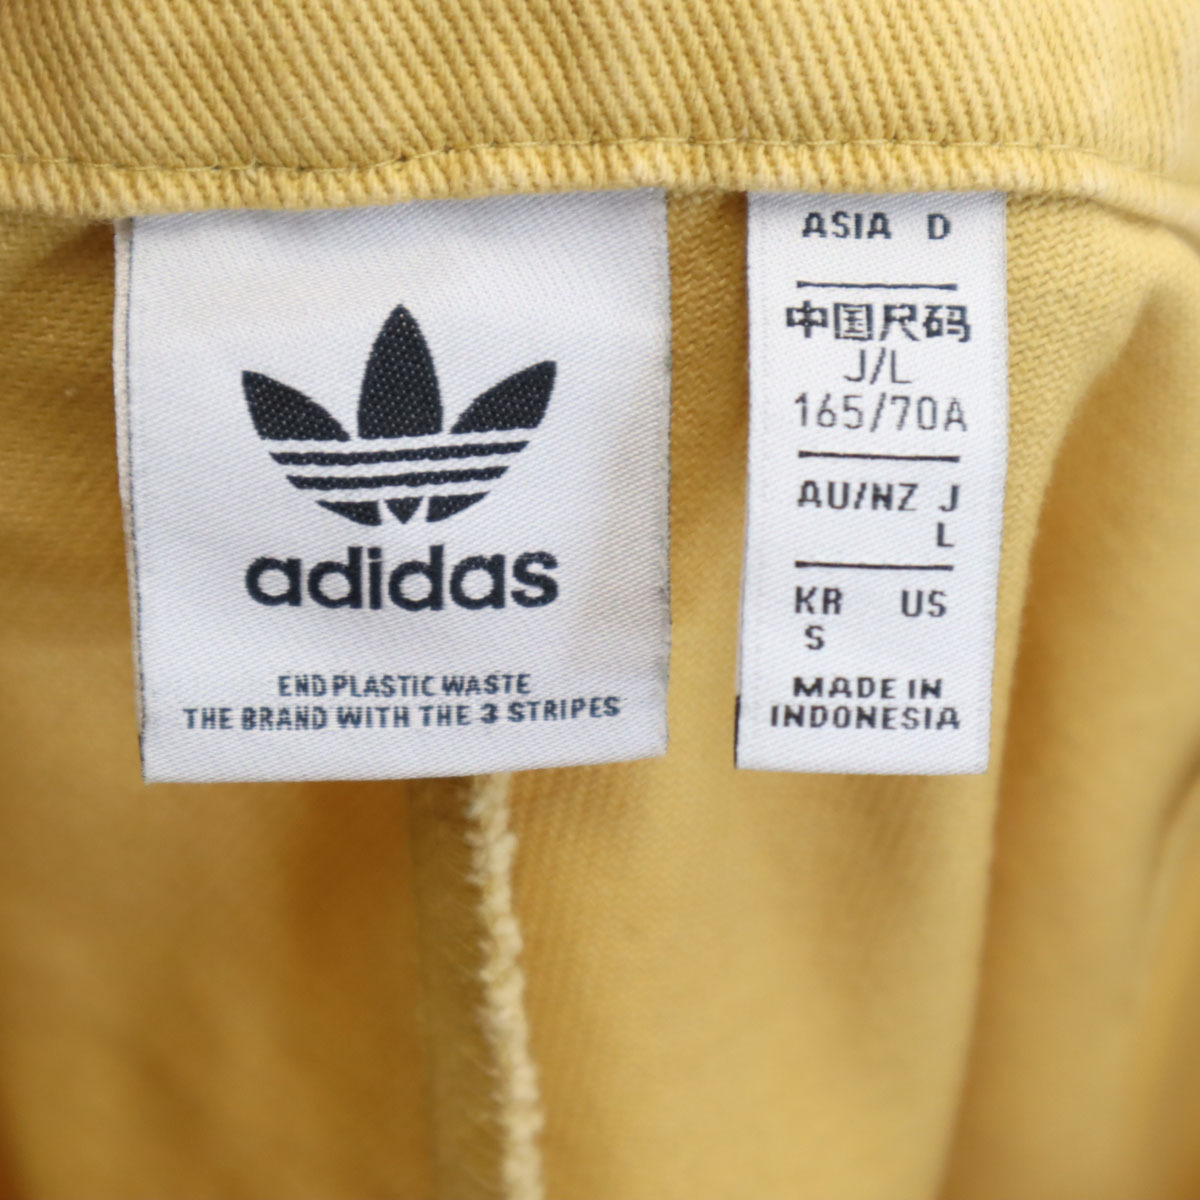 adidas
END PLASTIC WASTE
THE BRAND WITH THE 3 STRIPES
ASIA D
中国尺码
J/L
165/70A
AU/NZ J
L
KR US
S
MADE IN
INDONESIA